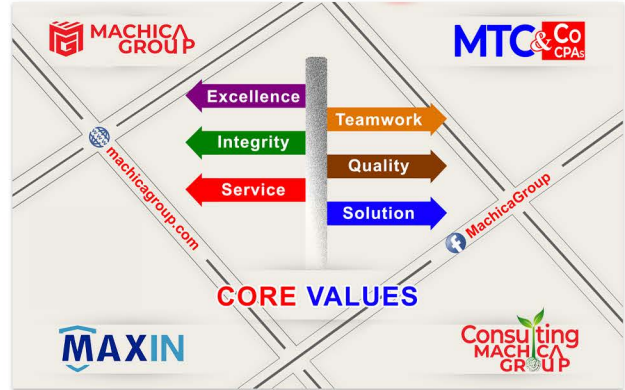 MACHICA
GROUP
MTC & Co
CPAs
Excellence
Teamwork
Integrity
Quality
Service
Solution
www
machicagroup.com
f MachicaGroup
CORE VALUES
MAXIN
Consulting
MACHICA
GROUP